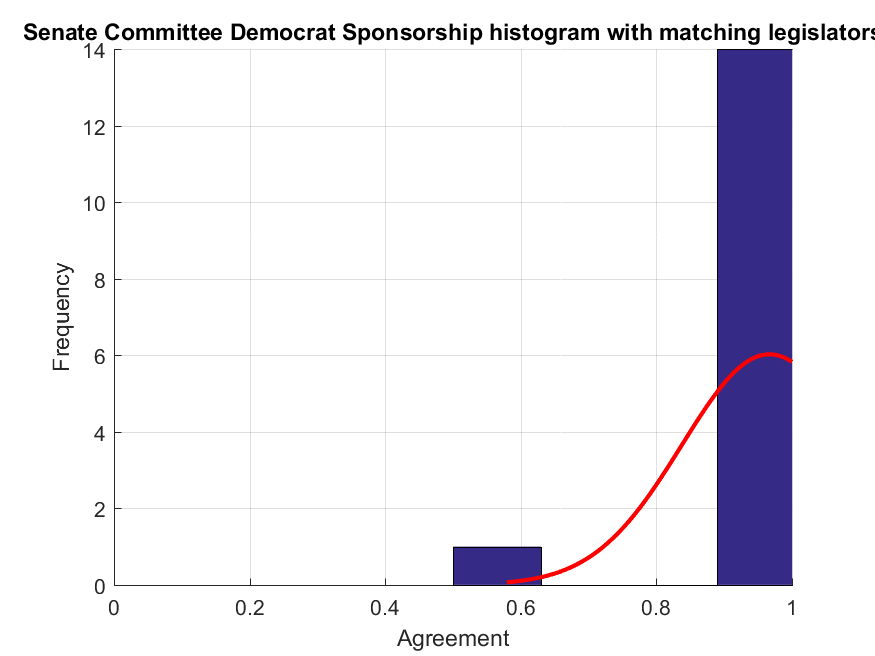 Senate Committee Democrat Sponsorship histogram with matching legislators
14
12
10
8
6
4
2
0
Frequency
0 0.2 0.4 0.6 0.8 1
Agreement